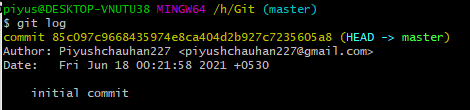 piyus@DESKTOP-VNUTU38 MINGW64 /h/Git (master)
$ git log
commit 85c097c9668435974e8ca404d2b927c7235605a8 (HEAD -> master)
Author: Piyushchauhan227 <piyushchauhan227@gmail.com>
Date:   Fri Jun 18 00:21:58 2021 +0530

    initial commit